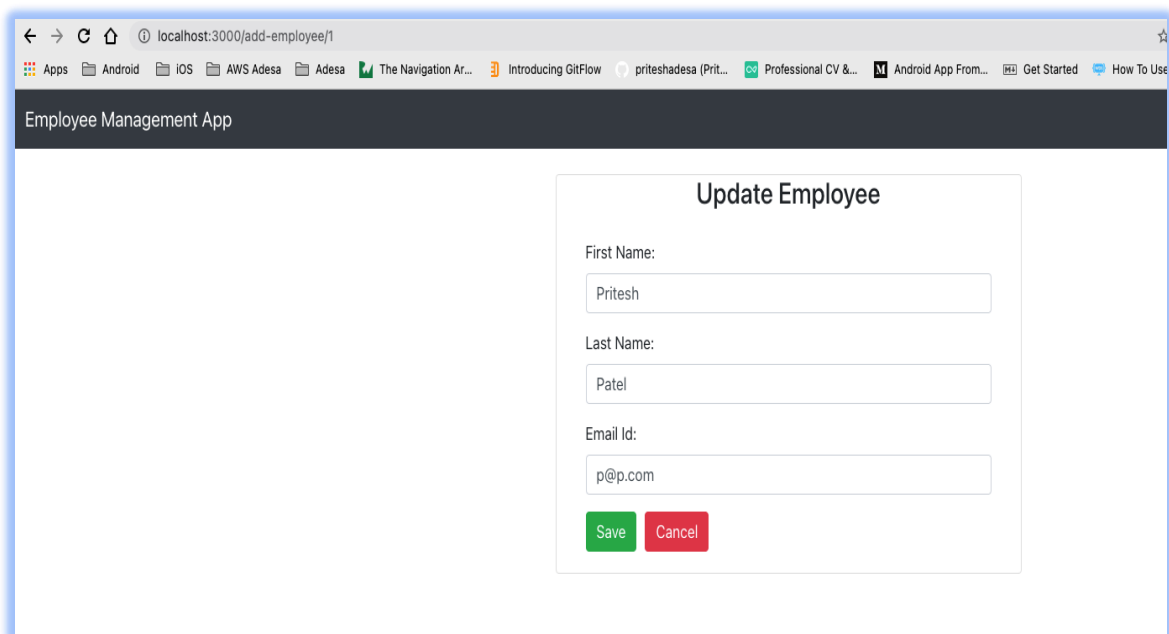 localhost:3000/add-employee/1
Apps Android iOS AWS Adesa Adesa The Navigation Ar... Introducing GitFlow priteshadesa (Prit... Professional CV &... M Android App From... M Get Started How To Use
Employee Management App
Update Employee
First Name:
Pritesh
Last Name:
Patel
Email Id:
p@p.com
Save Cancel